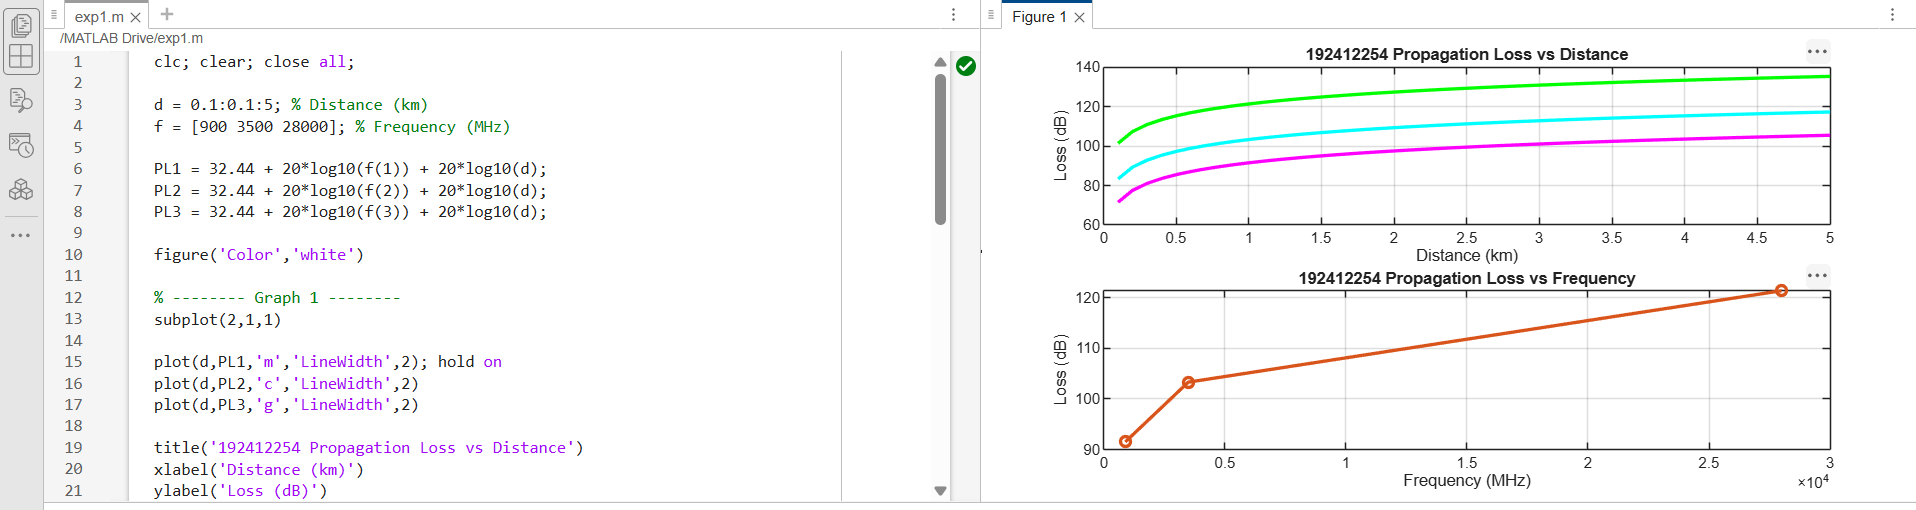 exp1.m
/MATLAB Drive/exp1.m
1 clc; clear; close all;
2
3 d = 0.1:0.1:5; % Distance (km)
4 f = [900 3500 28000]; % Frequency (MHz)
5
6 PL1 = 32.44 + 20*log10(f(1)) + 20*log10(d);
7 PL2 = 32.44 + 20*log10(f(2)) + 20*log10(d);
8 PL3 = 32.44 + 20*log10(f(3)) + 20*log10(d);
9
10 figure('Color','white')
11
12 % -------- Graph 1 --------
13 subplot(2,1,1)
14
15 plot(d,PL1,'m','LineWidth',2); hold on
16 plot(d,PL2,'c','LineWidth',2)
17 plot(d,PL3,'g','LineWidth',2)
18
19 title('192412254 Propagation Loss vs Distance')
20 xlabel('Distance (km)')
21 ylabel('Loss (dB)')
Figure 1
192412254 Propagation Loss vs Distance
Loss (dB)
140
120
100
80
60
0 0.5 1 1.5 2 2.5 3 3.5 4 4.5 5
Distance (km)
192412254 Propagation Loss vs Frequency
Loss (dB)
120
110
100
90
0 0.5 1 1.5 2 2.5 3
×10⁴
Frequency (MHz)